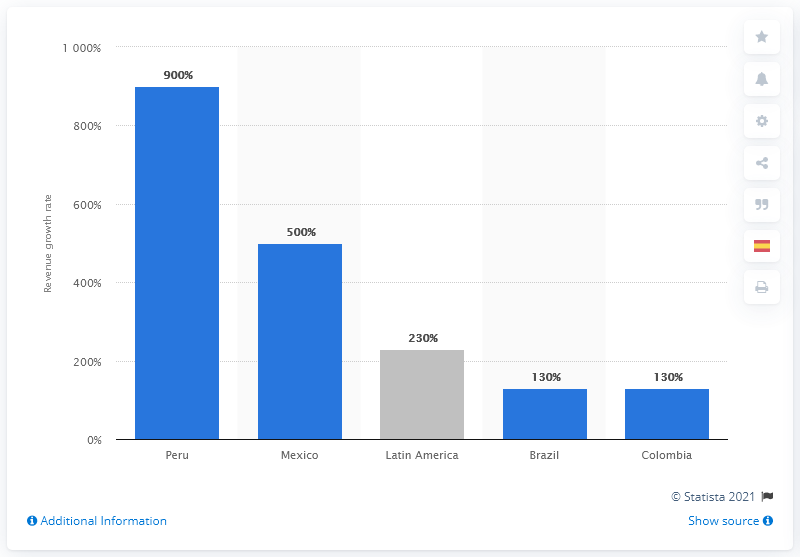 1 000%
800%
600%
400%
200%
0%
Revenue growth rate
900%
500%
230%
130%
130%
Peru
Mexico
Latin America
Brazil
Colombia
© Statista 2021
Additional Information
Show source